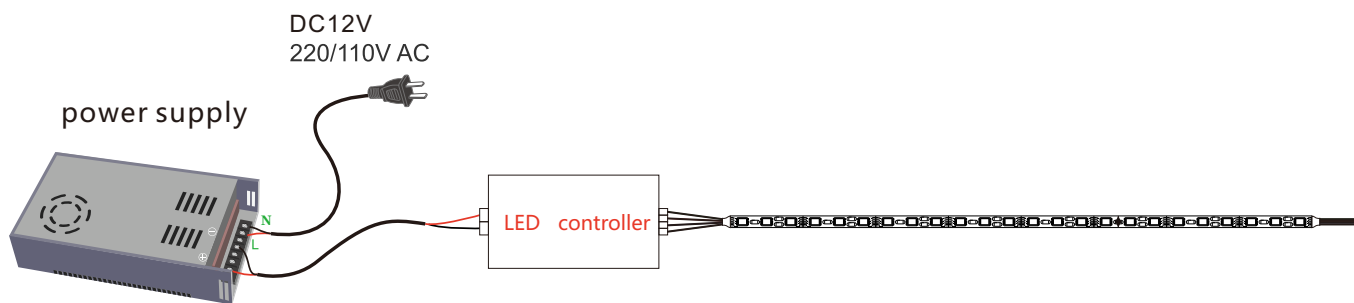 DC12V
220/110V AC
power supply
N
L
LED controller